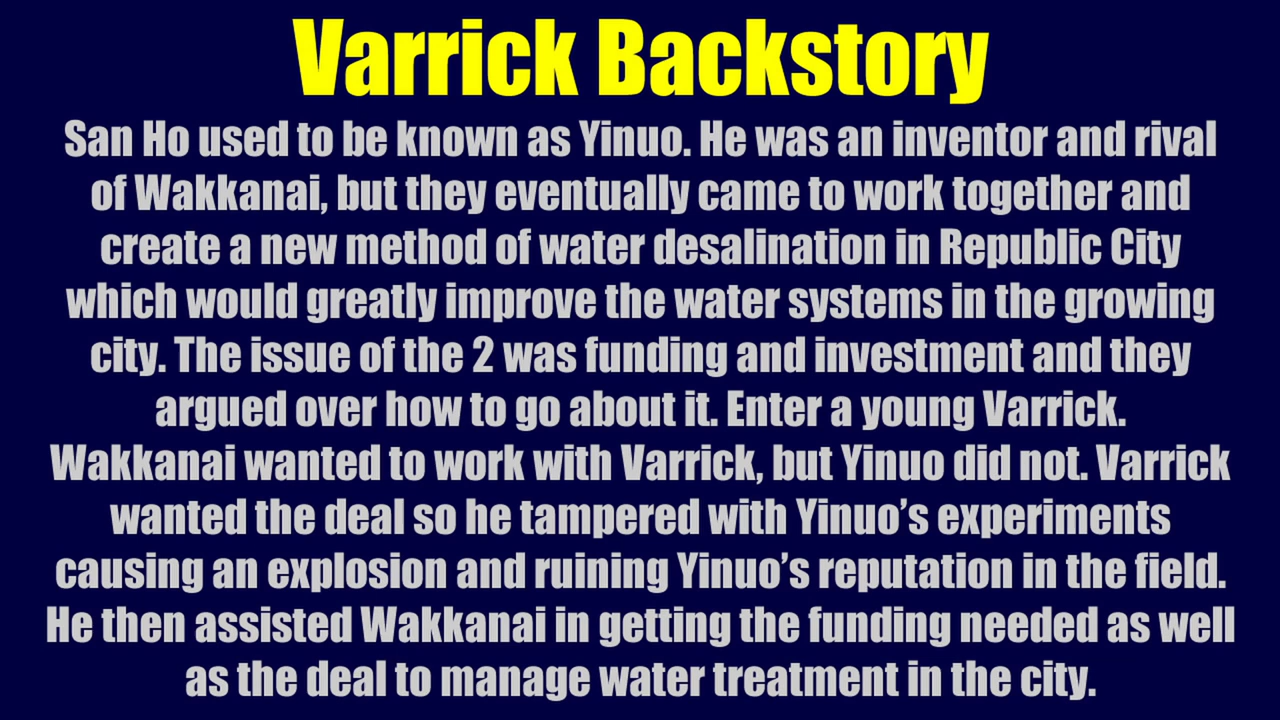 Varrick Backstory
San Ho used to be known as Yinuo. He was an inventor and rival
of Wakkanai, but they eventually came to work together and
create a new method of water desalination in Republic City
which would greatly improve the water systems in the growing
city. The issue of the 2 was funding and investment and they
argued over how to go about it. Enter a young Varrick.
Wakkanai wanted to work with Varrick, but Yinuo did not. Varrick
wanted the deal so he tampered with Yinuo’s experiments
causing an explosion and ruining Yinuo’s reputation in the field.
He then assisted Wakkanai in getting the funding needed as well
as the deal to manage water treatment in the city.